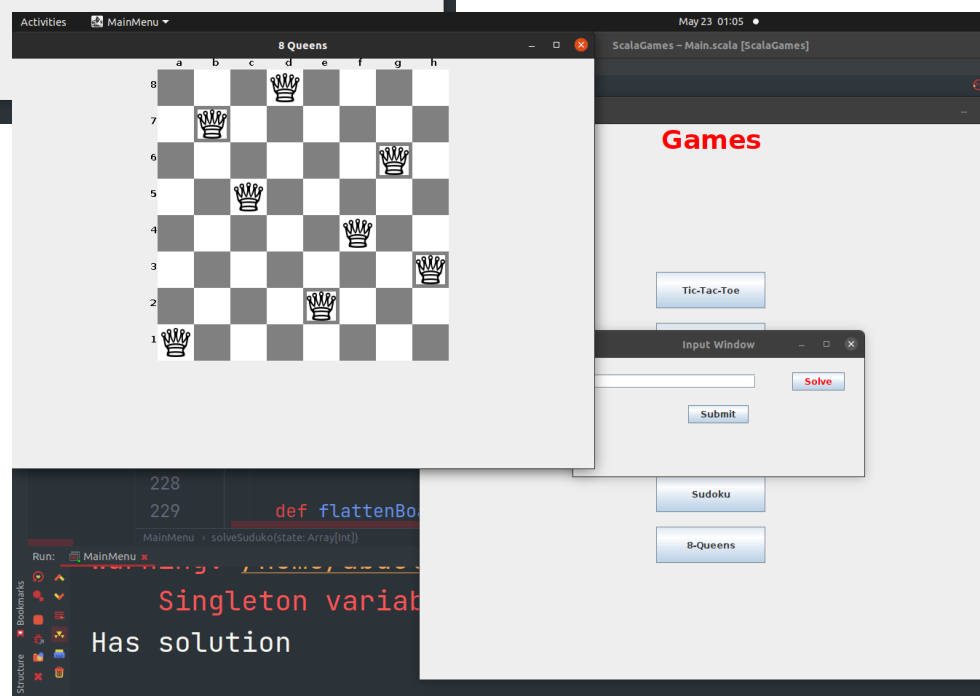 Activities MainMenu May 23 01:05
8 Queens
ScalaGames – Main.scala [ScalaGames]
a b c d e f g h
8
7
6
5
4
3
2
1
Games
Tic-Tac-Toe
Input Window
Solve
Submit
Sudoku
8-Queens
228
229 def flattenBo
MainMenu › solveSuduko(state: Array[Int])
Run: MainMenu
Singleton variab
Has solution
Bookmarks
Structure